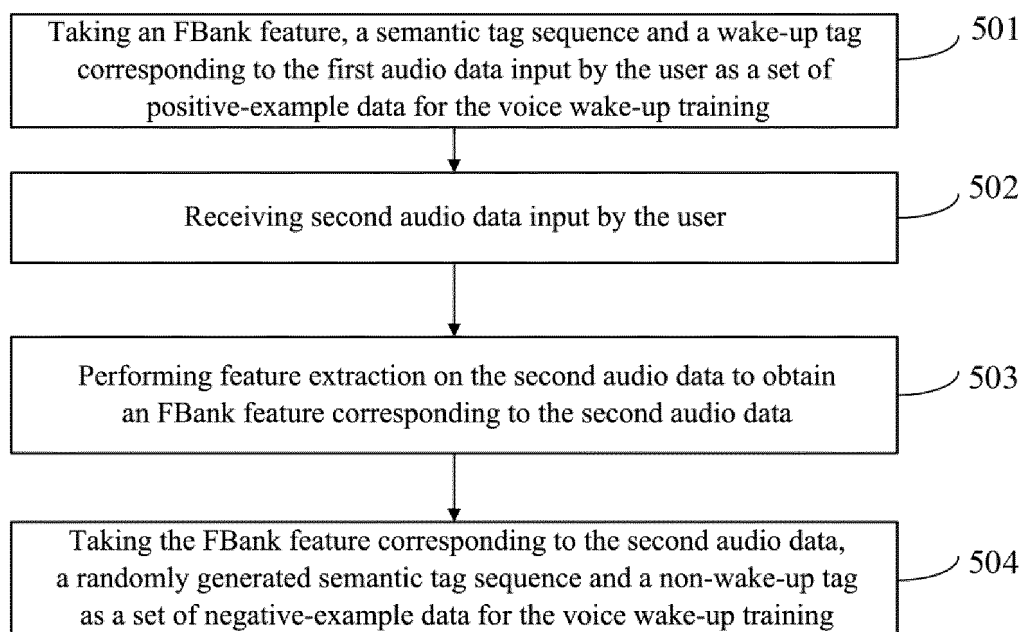 Taking an FBank feature, a semantic tag sequence and a wake-up tag
corresponding to the first audio data input by the user as a set of
positive-example data for the voice wake-up training
501
Receiving second audio data input by the user
502
Performing feature extraction on the second audio data to obtain
an FBank feature corresponding to the second audio data
503
Taking the FBank feature corresponding to the second audio data,
a randomly generated semantic tag sequence and a non-wake-up tag
as a set of negative-example data for the voice wake-up training
504